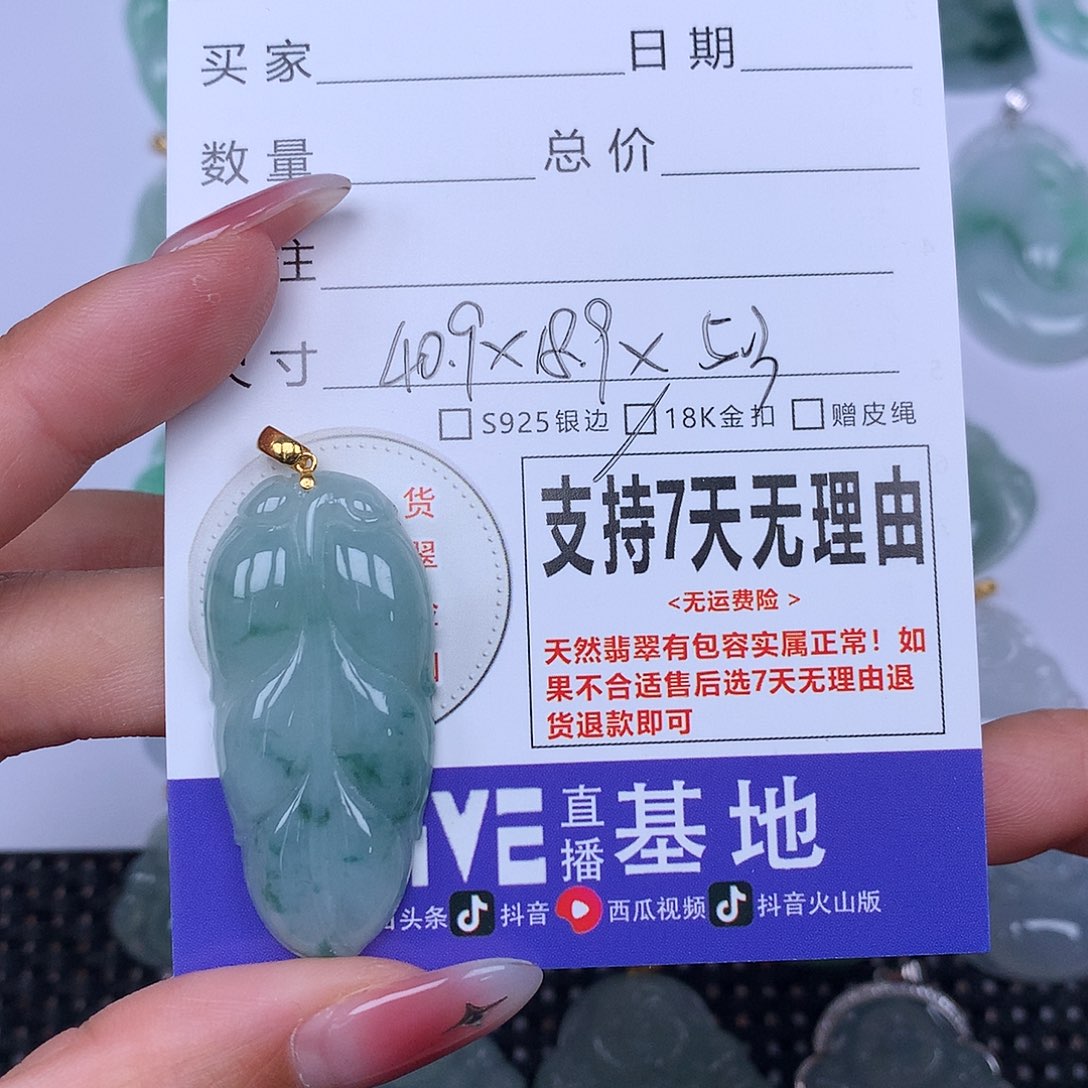 买家 日期
数量 总价
注
寸 40.9×18.9×5.3
S925银边 18K金扣 赠皮绳
货
翠
支持7天无理由
<无运费险 >
天然翡翠有包容实属正常！如
果不合适售后选7天无理由退
货退款即可
IVE 直播基地
头条 抖音 西瓜视频 抖音火山版